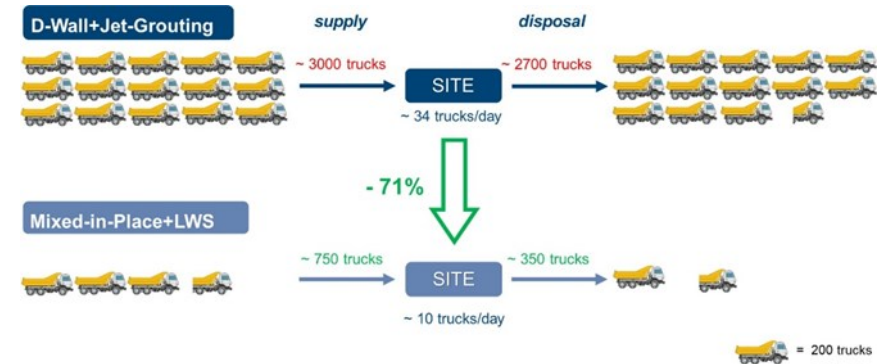 D-Wall+Jet-Grouting
supply
disposal
~ 3000 trucks
SITE
~ 2700 trucks
~ 34 trucks/day
- 71%
Mixed-in-Place+LWS
~ 750 trucks
SITE
~ 350 trucks
~ 10 trucks/day
= 200 trucks